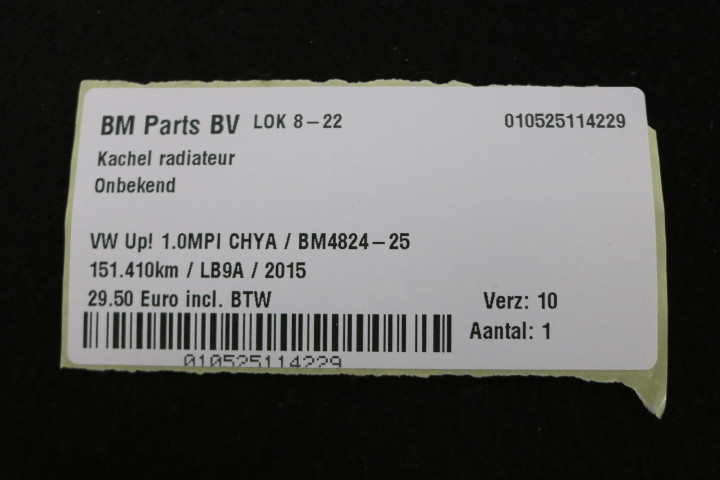 BM Parts BV LOK 8-22 010525114229
Kachel radiateur
Onbekend
VW Up! 1.0MPI CHYA / BM4824-25
151.410km / LB9A / 2015
29.50 Euro incl. BTW Verz: 10
Aantal: 1
010525114229